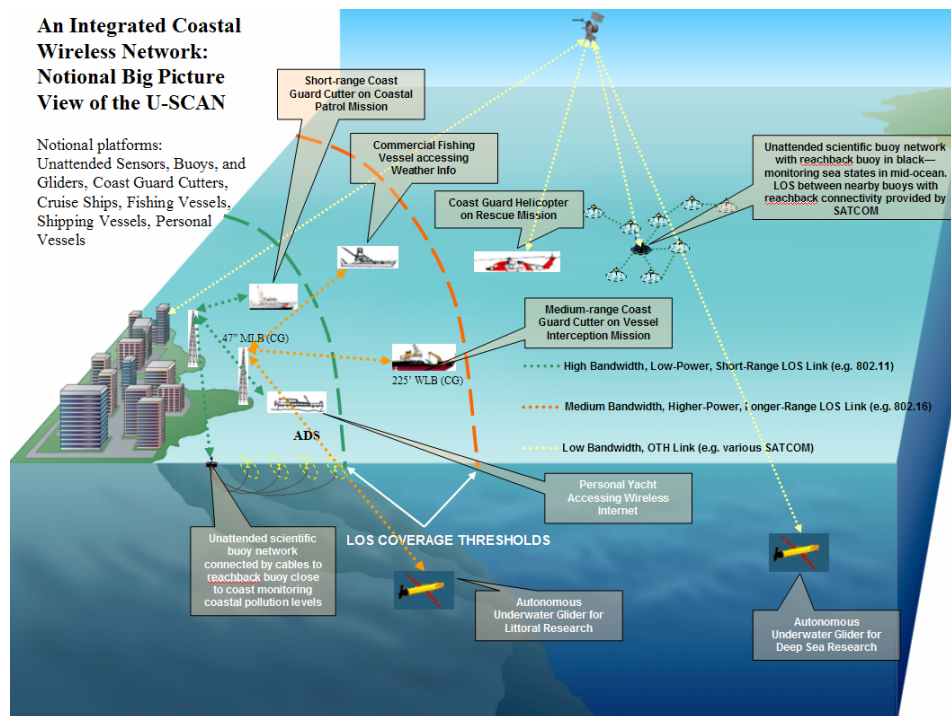 An Integrated Coastal
Wireless Network:
Notional Big Picture
View of the U-SCAN
Notional platforms:
Unattended Sensors, Buoys, and
Gliders, Coast Guard Cutters,
Cruise Ships, Fishing Vessels,
Shipping Vessels, Personal
Vessels
Short-range Coast
Guard Cutter on Coastal
Patrol Mission
Commercial Fishing
Vessel accessing
Weather Info
Coast Guard Helicopter
on Rescue Mission
Unattended scientific buoy network
with reachback buoy in black—
monitoring sea states in mid-ocean.
LOS between nearby buoys with
reachback connectivity provided by
SATCOM
47" MLB (CG)
Medium-range Coast
Guard Cutter on Vessel
Interception Mission
225' WLB (CG)
High Bandwidth, Low-Power, Short-Range LOS Link (e.g. 802.11)
Medium Bandwidth, Higher-Power, Longer-Range LOS Link (e.g. 802.16)
Low Bandwidth, OTH Link (e.g. various SATCOM)
ADS
Personal Yacht
Accessing Wireless
Internet
LOS COVERAGE THRESHOLDS
Unattended scientific
buoy network
connected by cables to
reachback buoy close
to coast monitoring
coastal pollution levels
Autonomous
Underwater Glider for
Littoral Research
Autonomous
Underwater Glider for
Deep Sea Research